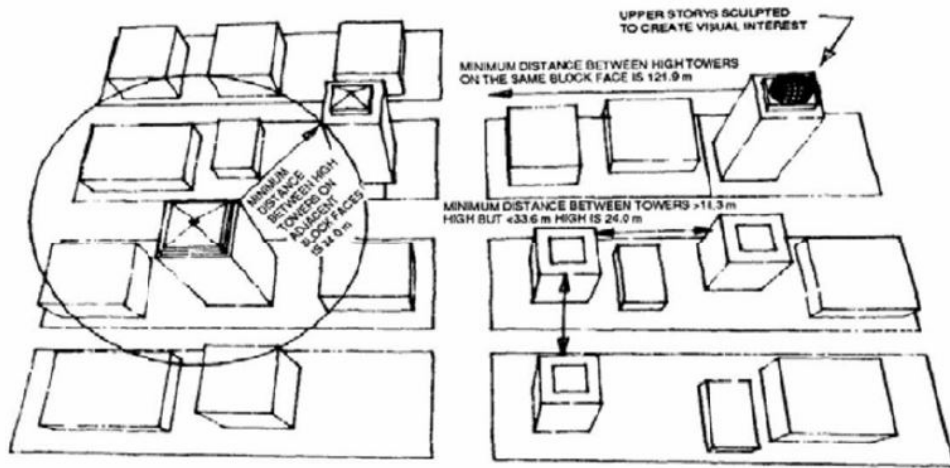 UPPER STORYS SCULPTED
TO CREATE VISUAL INTEREST
MINIMUM DISTANCE BETWEEN HIGH TOWERS
ON THE SAME BLOCK FACE IS 121.9 m
MINIMUM
DISTANCE
BETWEEN HIGH
TOWERS ON
ADJACENT
BLOCK FACES
IS m
MINIMUM DISTANCE BETWEEN TOWERS m
HIGH BUT <33.6 m HIGH IS 24.0 m